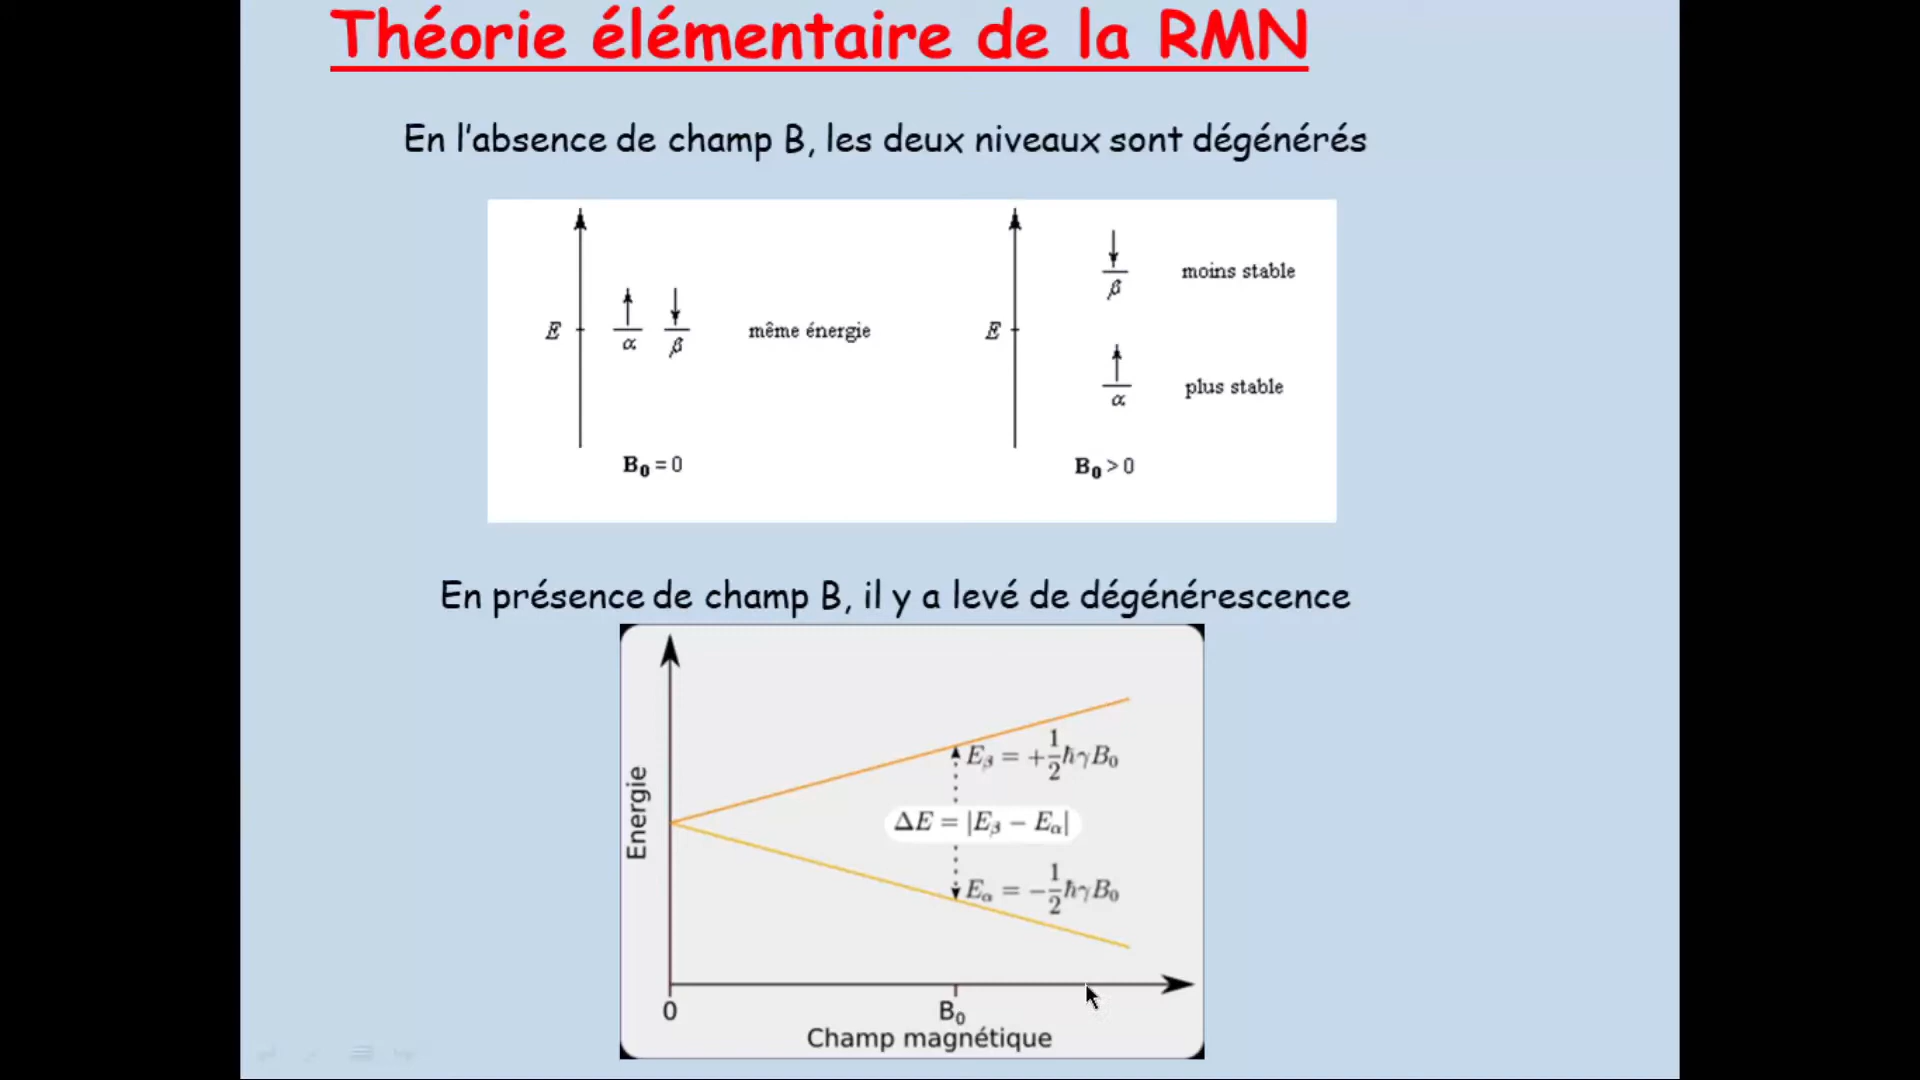 Théorie élémentaire de la RMN
En l'absence de champ B, les deux niveaux sont dégénérés
E
α
β
même énergie
B₀ = 0
E
β
moins stable
α
plus stable
B₀ > 0
En présence de champ B, il y a levé de dégénérescence
Energie
E_β = +1/2 ħγB₀
ΔE = |E_β − E_α|
E_α = −1/2 ħγB₀
0
B₀
Champ magnétique